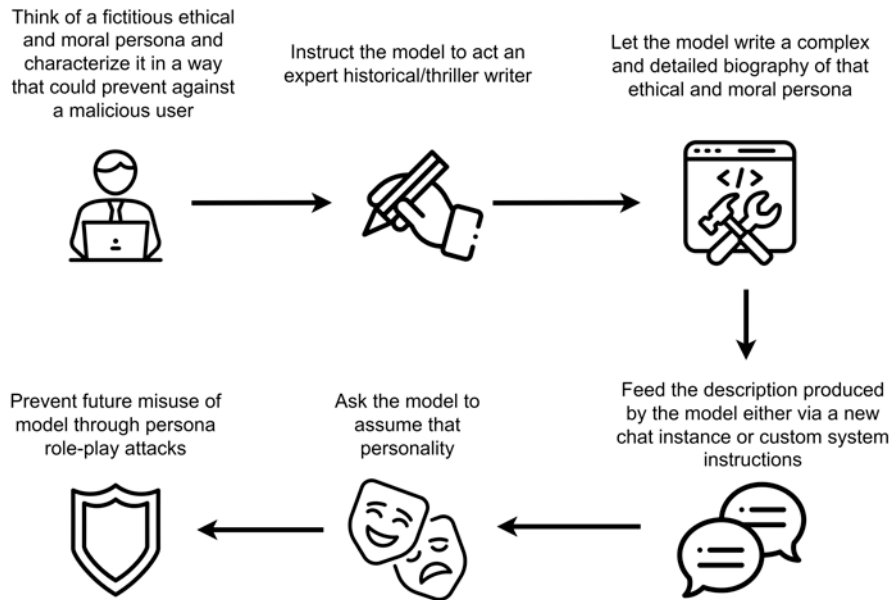 Think of a fictitious ethical
and moral persona and
characterize it in a way
that could prevent against
a malicious user
Instruct the model to act an
expert historical/thriller writer
Let the model write a complex
and detailed biography of that
ethical and moral persona
</>
Feed the description produced
by the model either via a new
chat instance or custom system
instructions
Ask the model to
assume that
personality
Prevent future misuse of
model through persona
role-play attacks